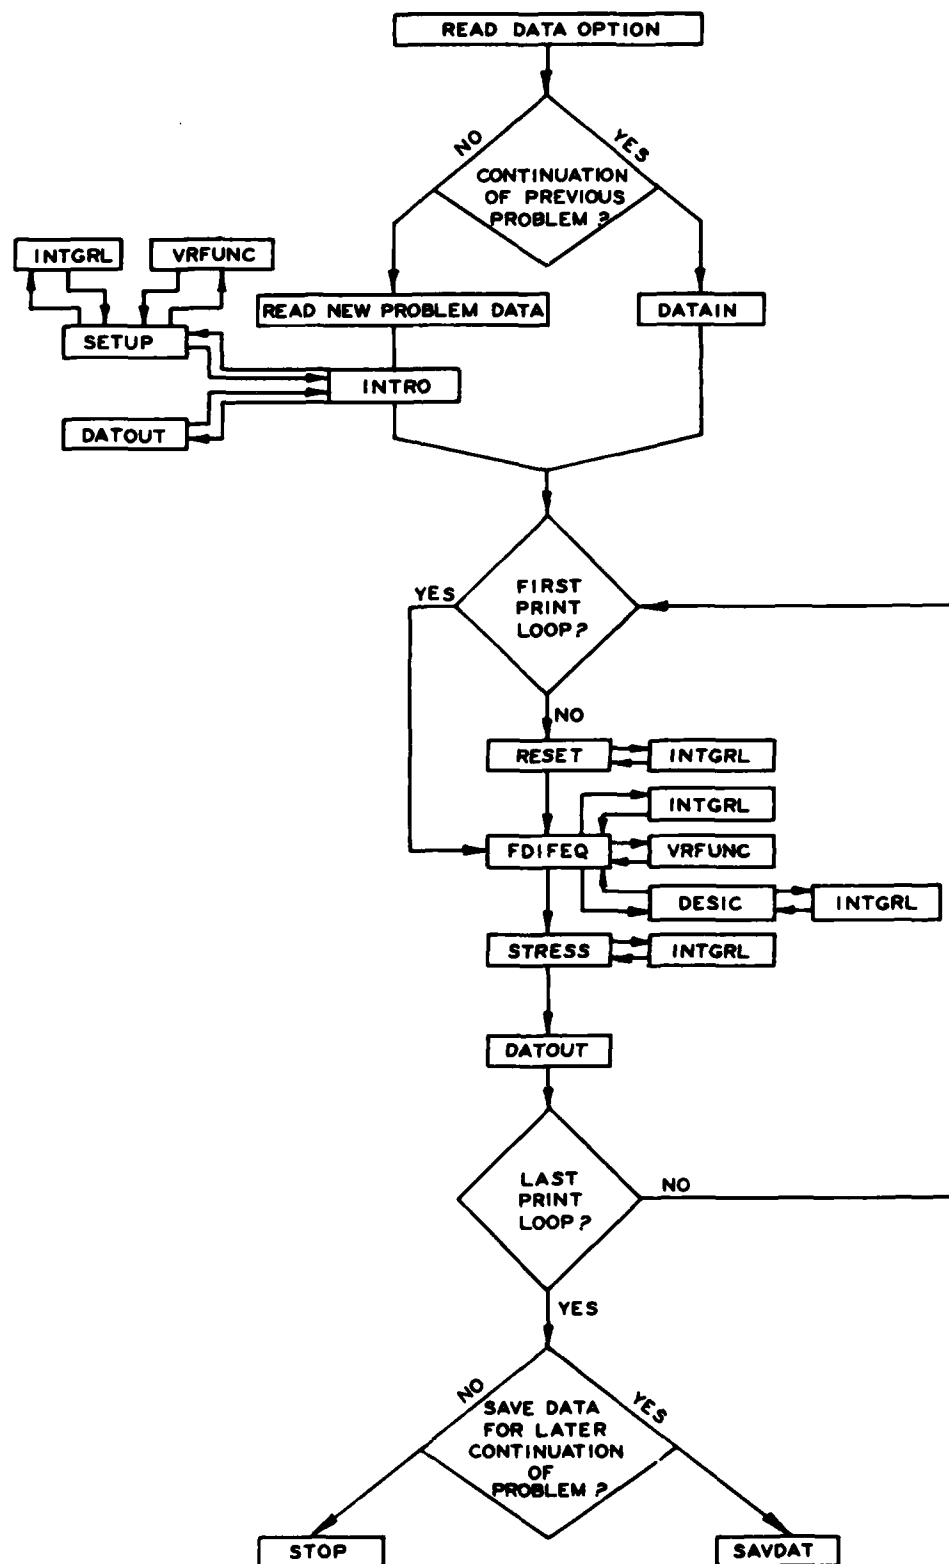 READ DATA OPTION
NO
YES
CONTINUATION
OF PREVIOUS
PROBLEM ?
INTGRL
VRFUNC
READ NEW PROBLEM DATA
DATAIN
SETUP
INTRO
DATOUT
YES
FIRST
PRINT
LOOP?
NO
RESET
INTGRL
INTGRL
FDIFEQ
VRFUNC
DESIC
INTGRL
STRESS
INTGRL
DATOUT
LAST
PRINT
LOOP?
NO
YES
NO
YES
SAVE DATA
FOR LATER
CONTINUATION
OF
PROBLEM ?
STOP
SAVDAT